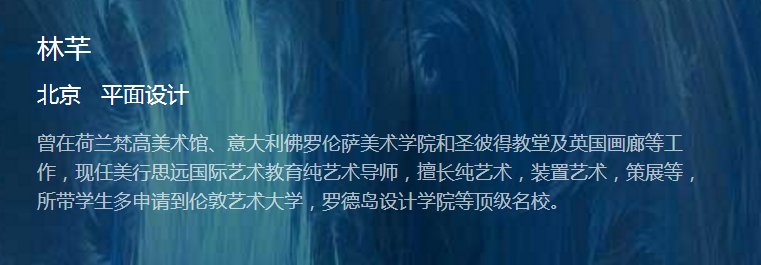 林芊
北京 平面设计
曾在荷兰梵高美术馆、意大利佛罗伦萨美术学院和圣彼得教堂及英国画廊等工
作，现任美行思远国际艺术教育纯艺术导师，擅长纯艺术，装置艺术，策展等，
所带学生多申请到伦敦艺术大学，罗德岛设计学院等顶级名校。